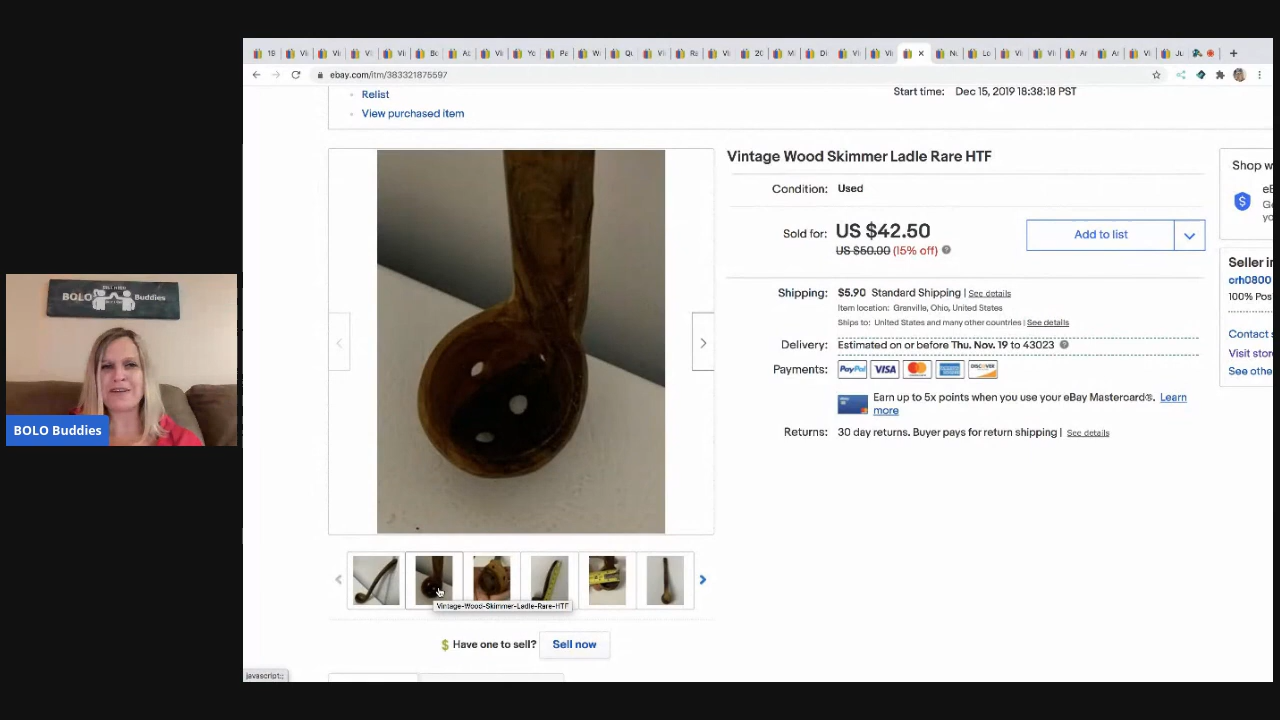 ebay.com/itm/383321875597
Relist
View purchased item
Start time: Dec 15, 2019 18:38:18 PST
Vintage Wood Skimmer Ladle Rare HTF
Condition: Used
Sold for: US $42.50
US $50.00 (15% off)
Add to list
Shipping: $5.90 Standard Shipping | See details
Item location: Granville, Ohio, United States
Ships to: United States and many other countries | See details
Delivery: Estimated on or before Thu. Nov. 19 to 43023
Payments: PayPal VISA DISCOVER
Earn up to 5x points when you use your eBay Mastercard®. Learn
more
Returns: 30 day returns. Buyer pays for return shipping | See details
Shop w
Seller in
crh0800
100% Pos
Contact s
Visit stor
See othe
BOLO Buddies
BOLO Buddies
Vintage-Wood-Skimmer-Ladle-Rare-HTF
$ Have one to sell? Sell now
javascript:;